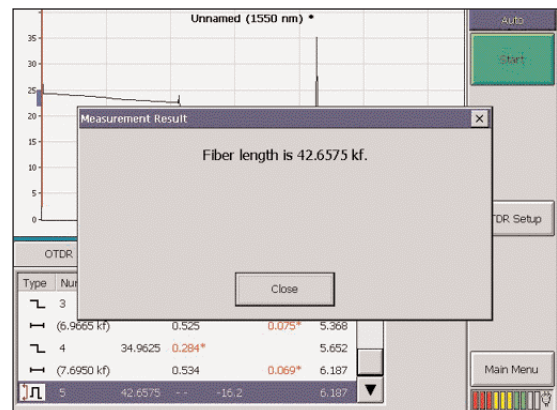 Unnamed (1550 nm) *
Auto
Start
35
30
25
20
15
10
5
0
Measurement Result
Fiber length is 42.6575 kf.
Close
OTDR Setup
OTDR
Type
3
(6.9665 kf) 0.525 0.075* 5.368
4 34.9625 0.284* 5.652
(7.6950 kf) 0.534 0.069* 6.187
5 42.6575 -- -16.2 6.187
Main Menu